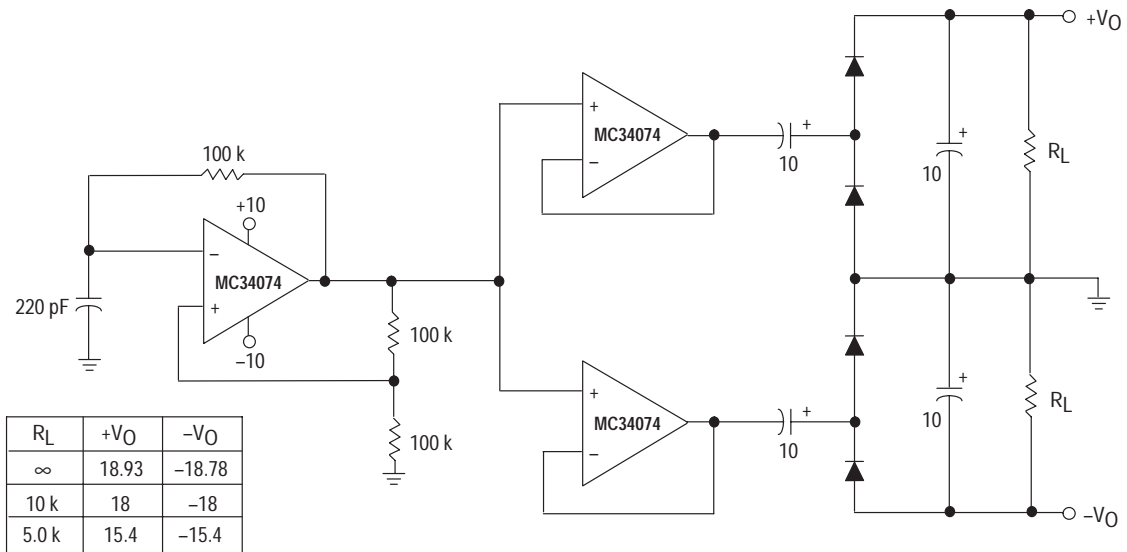 +VO
+
MC34074
−
+
10
+
10
RL
100 k
+10
−
MC34074
+
−10
220 pF
100 k
100 k
+
MC34074
−
+
10
+
10
RL
−VO
RL +VO −VO
∞ 18.93 −18.78
10 k 18 −18
5.0 k 15.4 −15.4